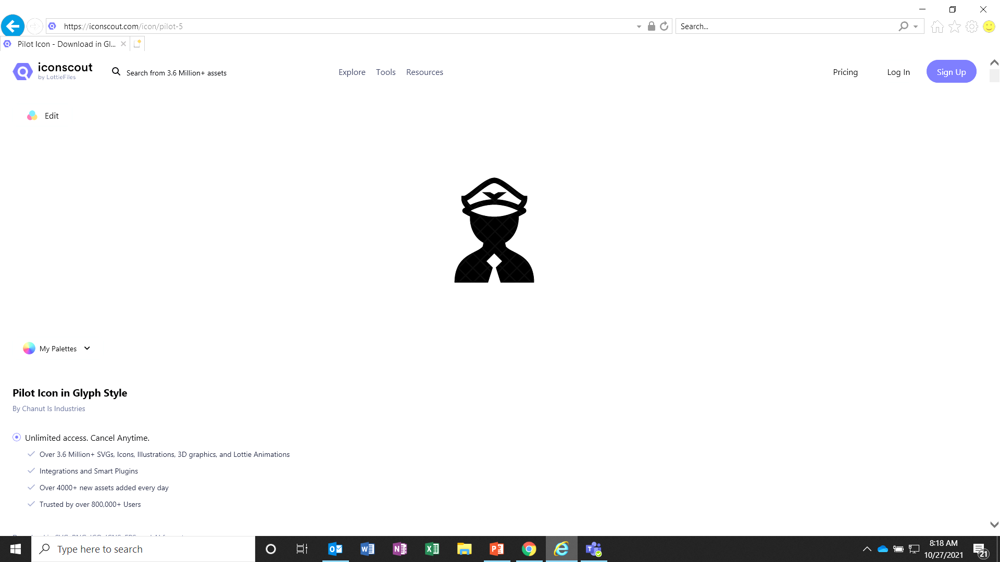 https://iconscout.com/icon/pilot-5
Search...
Pilot Icon - Download in Gl...
iconscout
by LottieFiles
Search from 3.6 Million+ assets
Explore
Tools
Resources
Pricing
Log In
Sign Up
Edit
My Palettes
Pilot Icon in Glyph Style
By Chanut Is Industries
Unlimited access. Cancel Anytime.
Over 3.6 Million+ SVGs, Icons, Illustrations, 3D graphics, and Lottie Animations
Integrations and Smart Plugins
Over 4000+ new assets added every day
Trusted by over 800,000+ Users
Type here to search
8:18 AM
10/27/2021
21